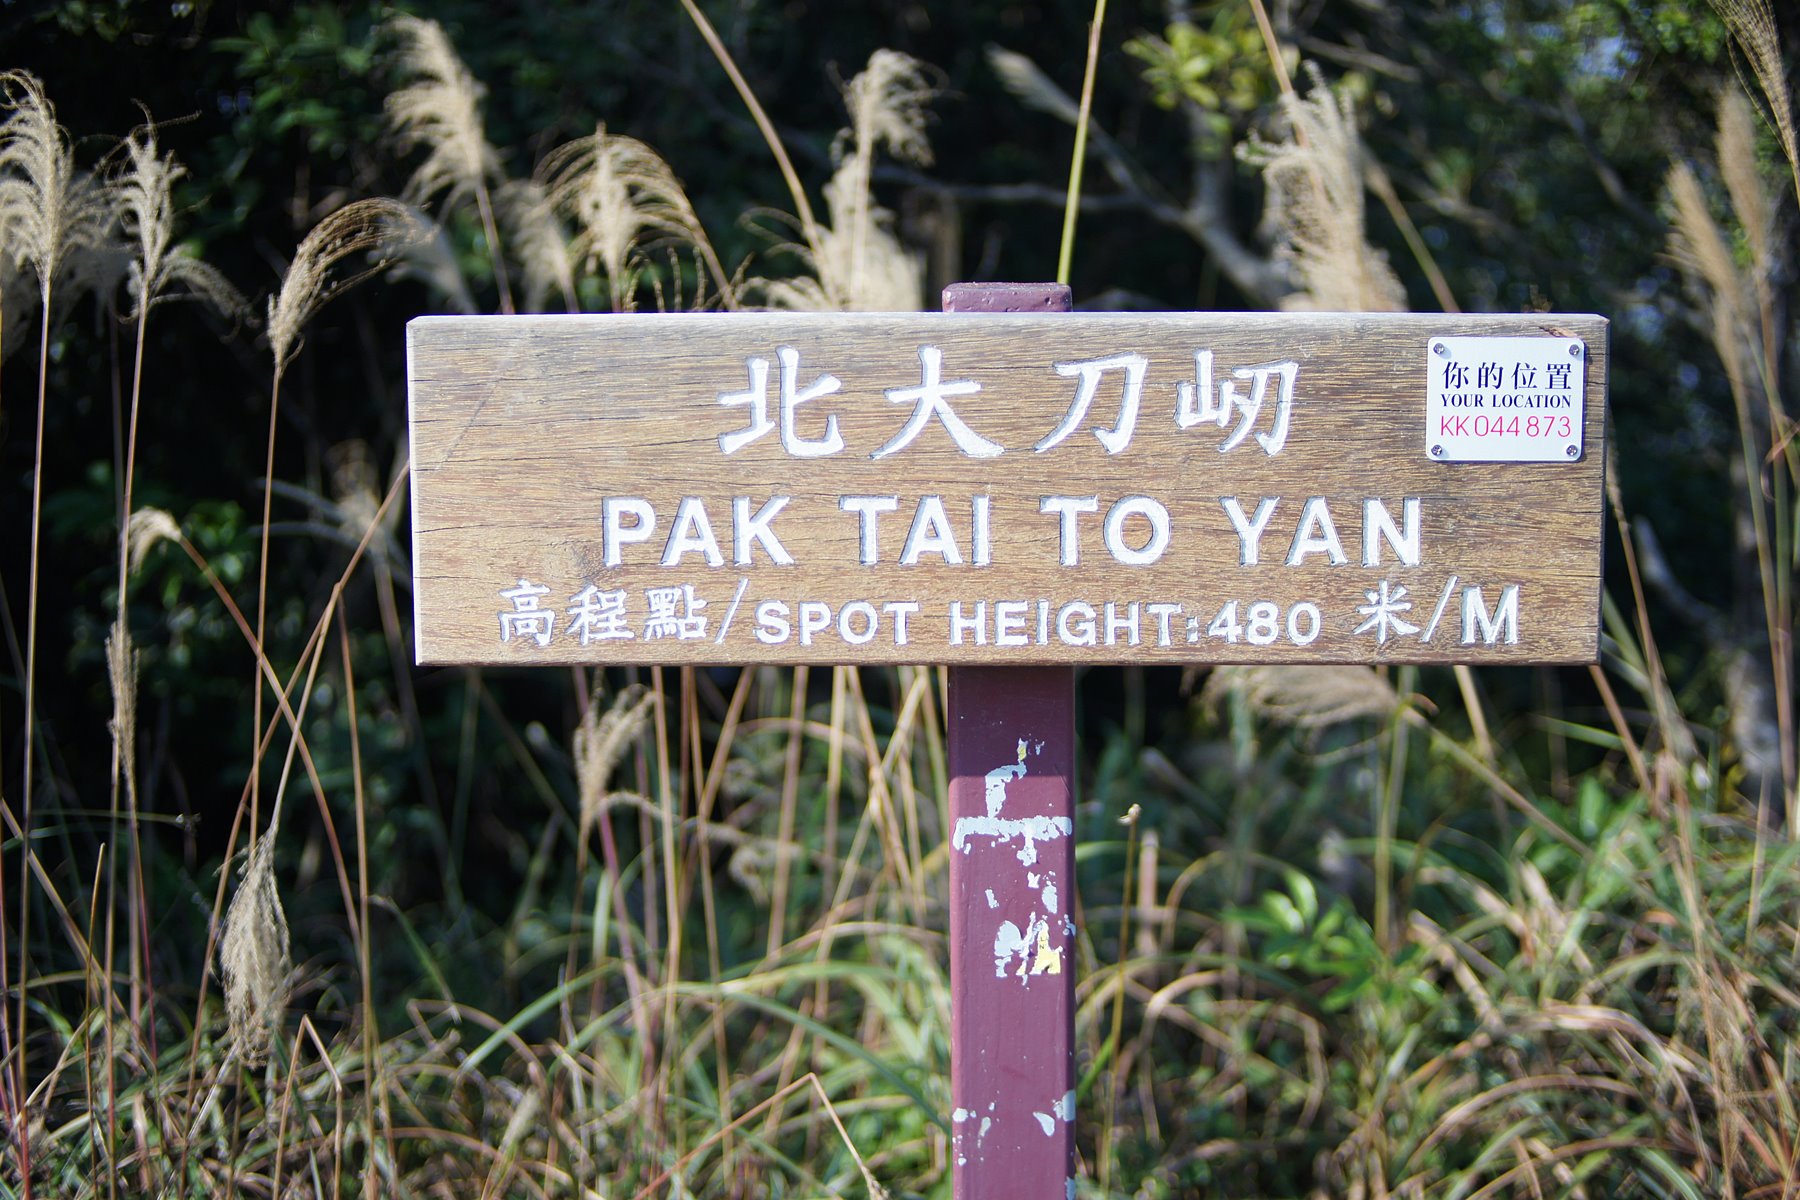 北大刀屻
PAK TAI TO YAN
高程點/SPOT HEIGHT:480 米/M
你的位置
YOUR LOCATION
KK044873